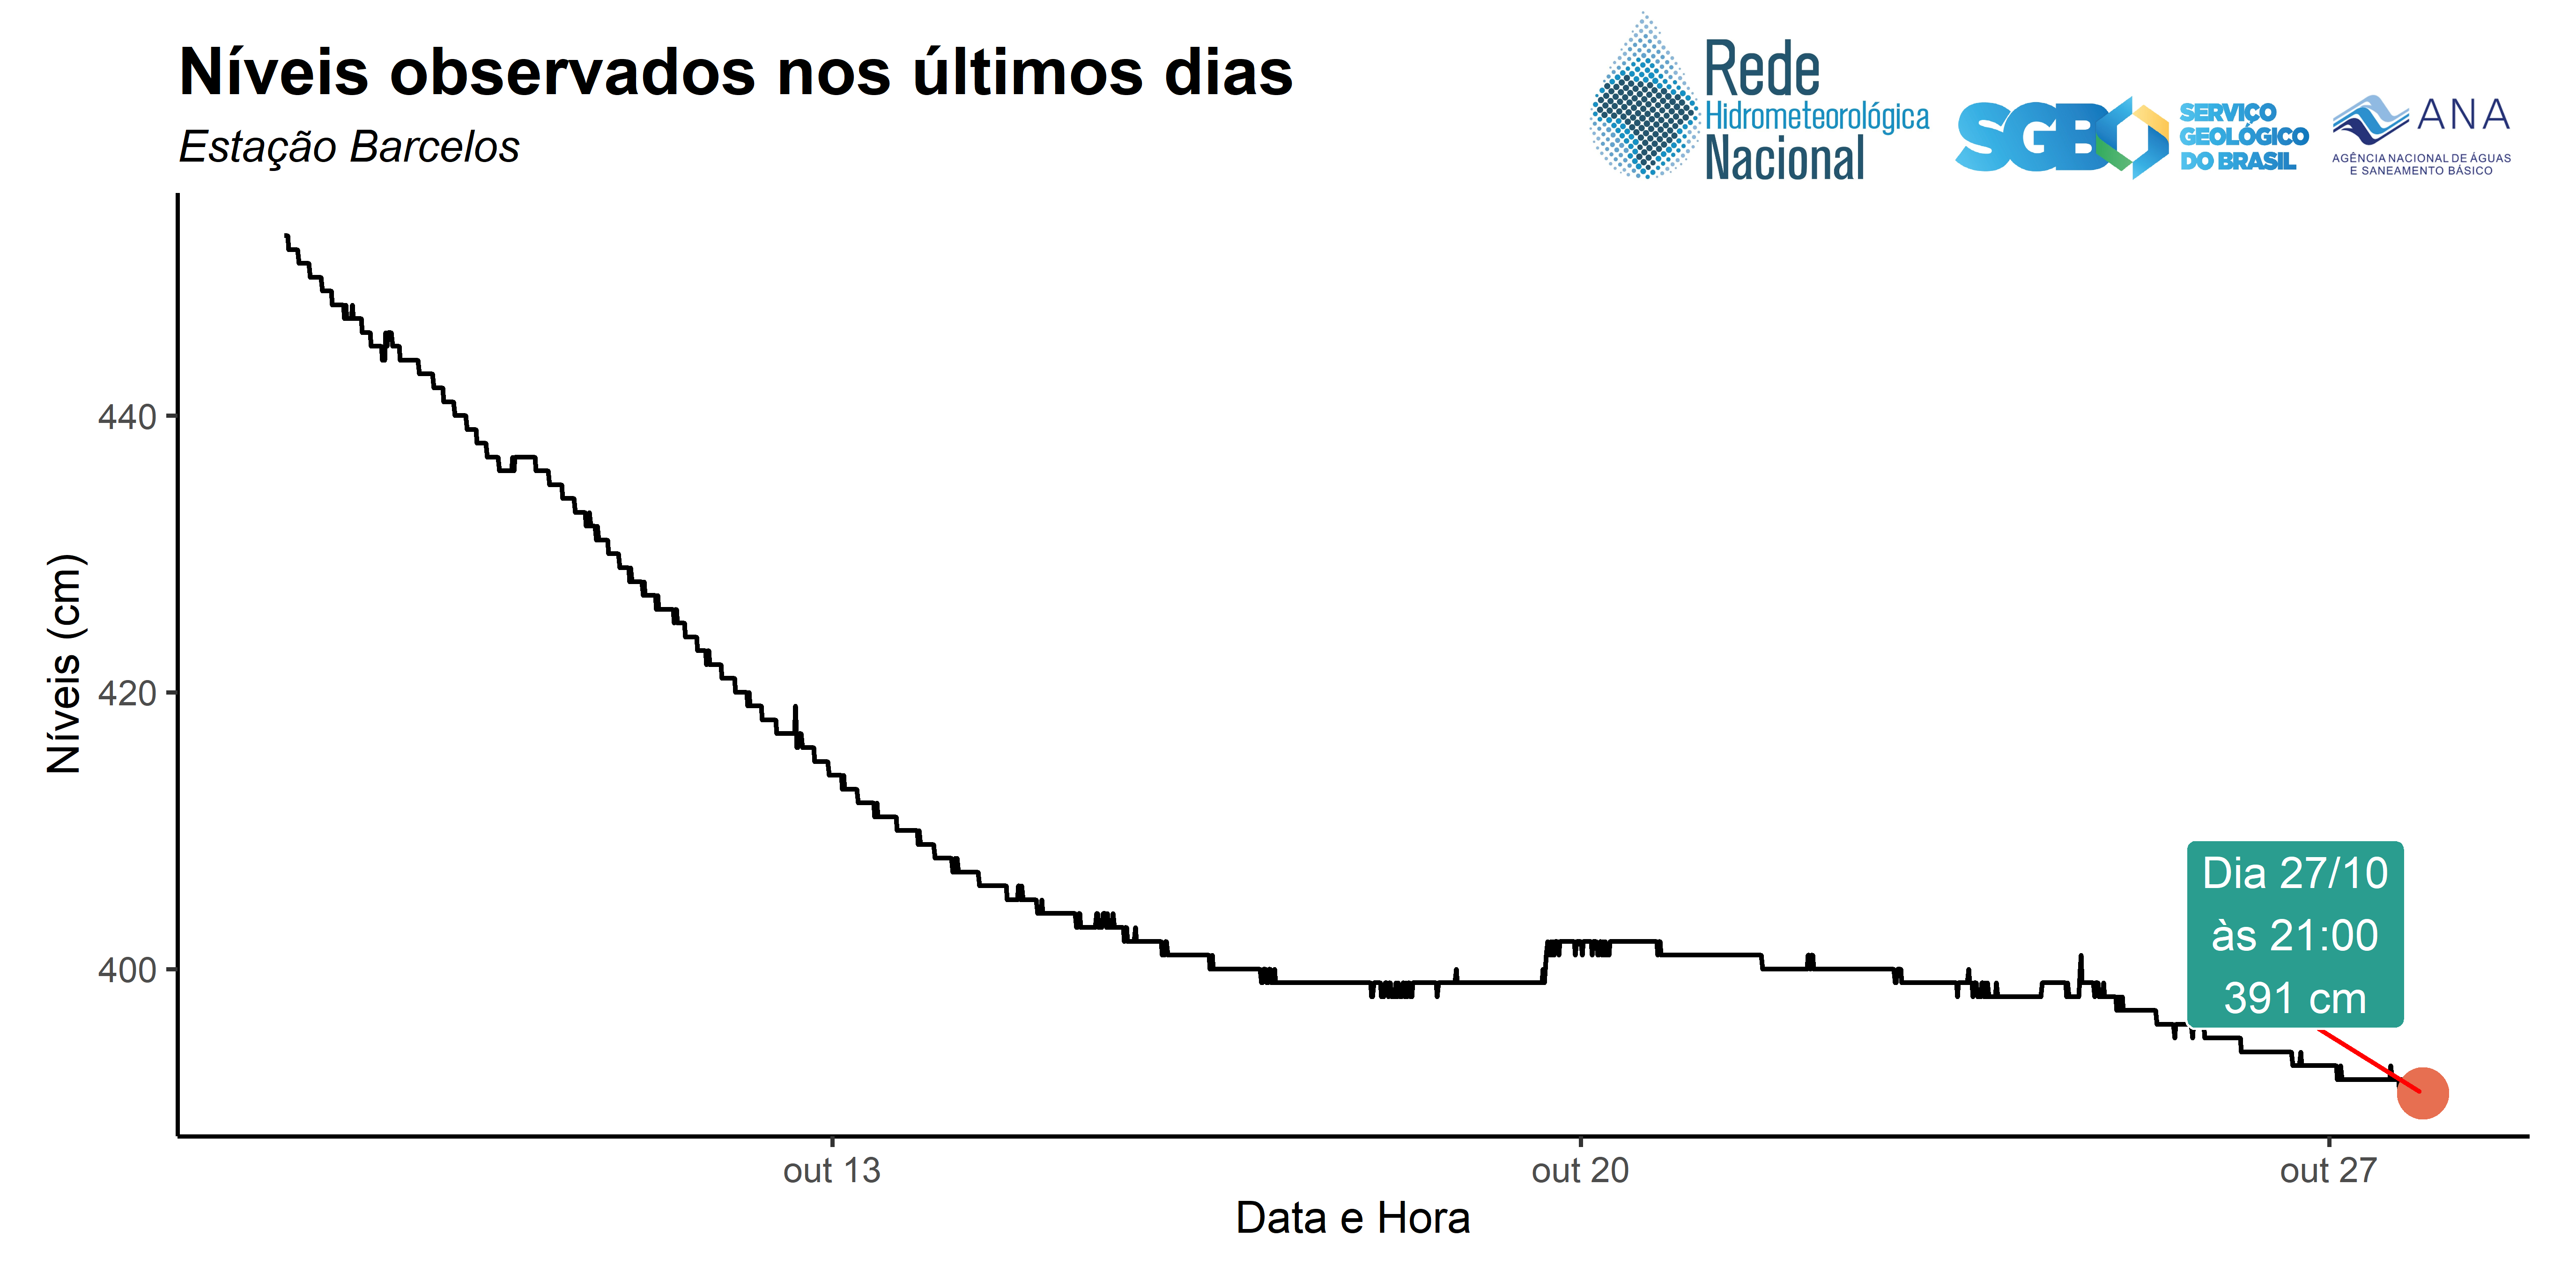 Níveis observados nos últimos dias
Estação Barcelos
Rede
Hidrometeorológica
Nacional
SGB
SERVIÇO
GEOLÓGICO
DO BRASIL
ANA
AGÊNCIA NACIONAL DE ÁGUAS
E SANEAMENTO BÁSICO
Níveis (cm)
440
420
400
Dia 27/10
às 21:00
391 cm
out 13
out 20
out 27
Data e Hora